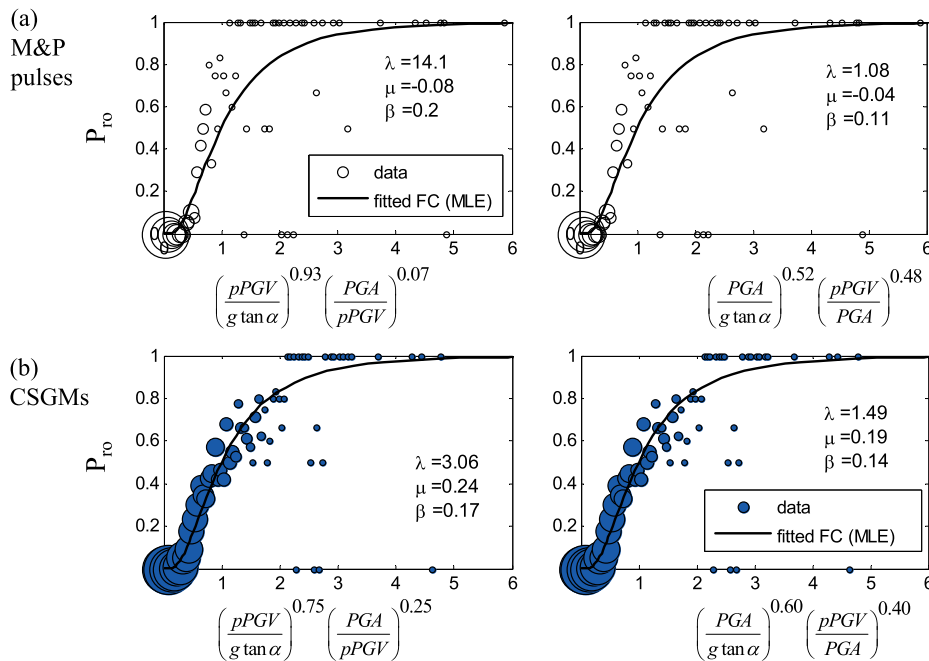 (a)
M&P
pulses
P_ro
1
0.8
0.6
0.4
0.2
0
λ =14.1
μ =-0.08
β =0.2
data
fitted FC (MLE)
1 2 3 4 5 6
(pPGV / g tan α)^0.93 (PGA / pPGV)^0.07
1
0.8
0.6
0.4
0.2
0
λ =1.08
μ =-0.04
β =0.11
1 2 3 4 5 6
(PGA / g tan α)^0.52 (pPGV / PGA)^0.48
(b)
CSGMs
P_ro
1
0.8
0.6
0.4
0.2
λ =3.06
μ =0.24
β =0.17
1 2 3 4 5 6
(pPGV / g tan α)^0.75 (PGA / pPGV)^0.25
1
0.8
0.6
0.4
0.2
λ =1.49
μ =0.19
β =0.14
data
fitted FC (MLE)
1 2 3 4 5 6
(PGA / g tan α)^0.60 (pPGV / PGA)^0.40